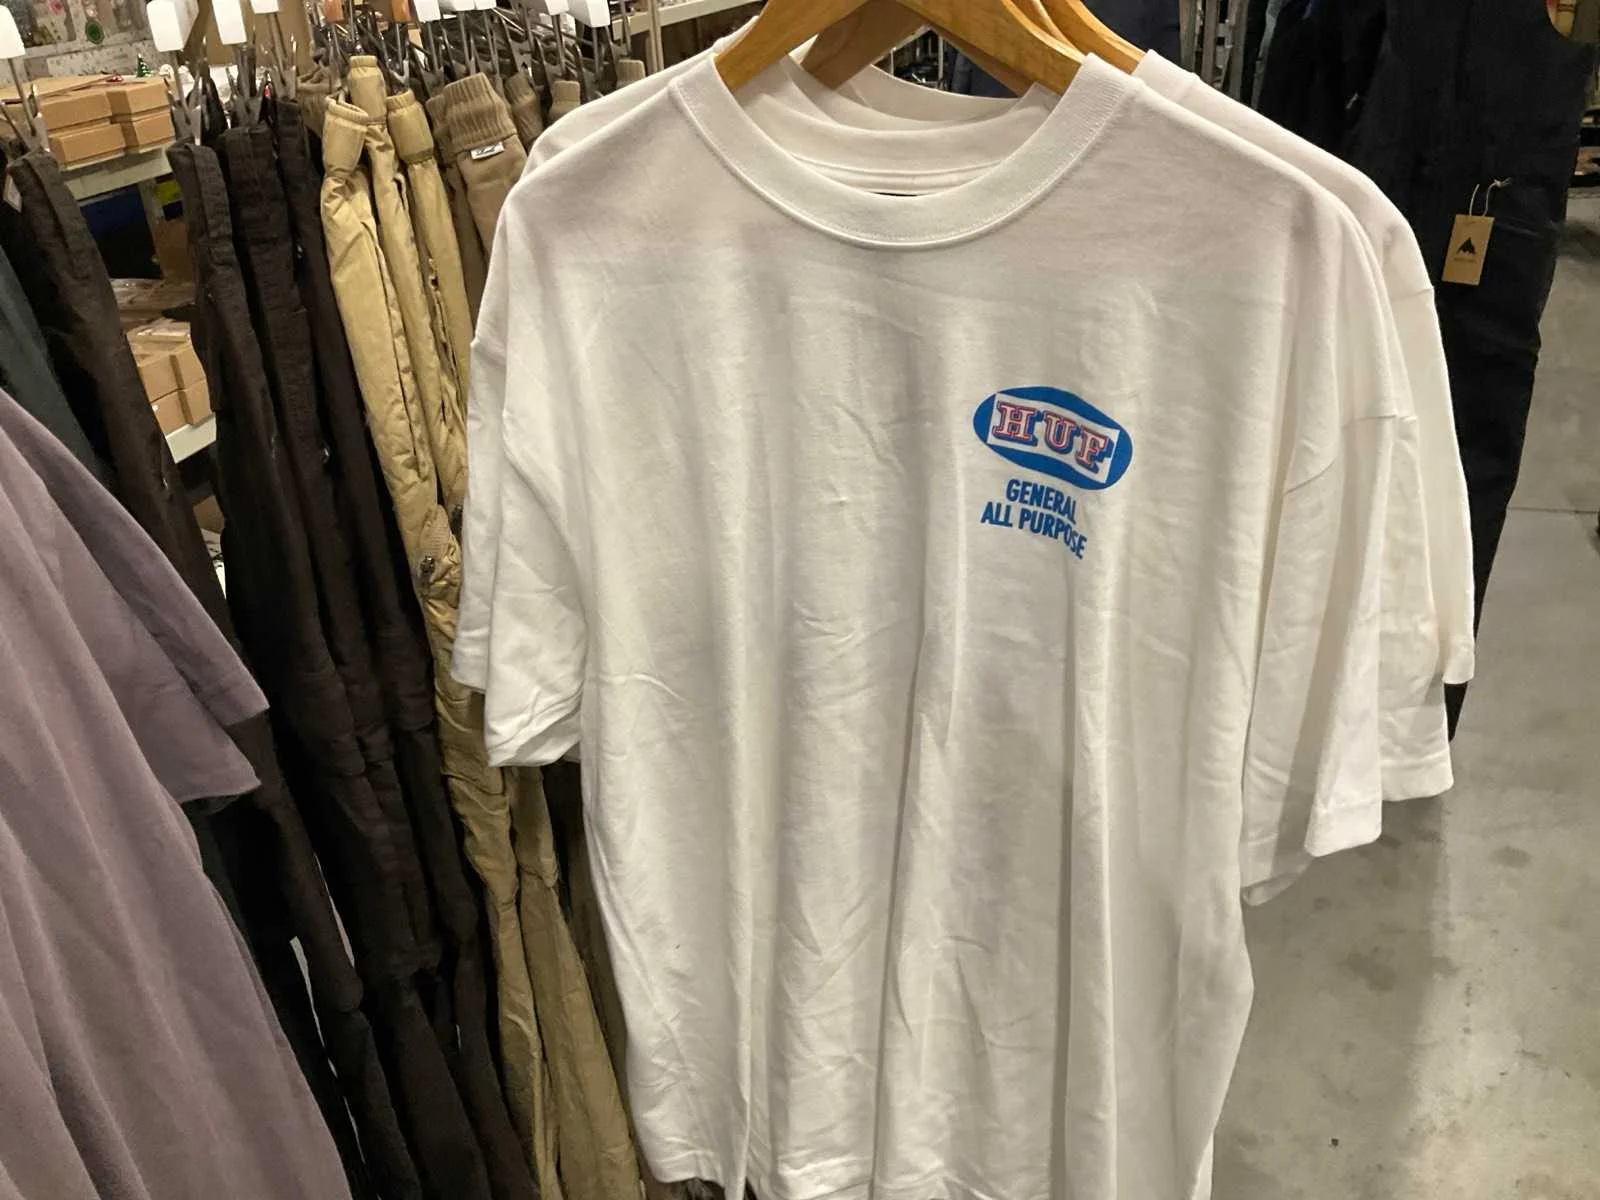 HUF
GENERAL
ALL PURPOSE